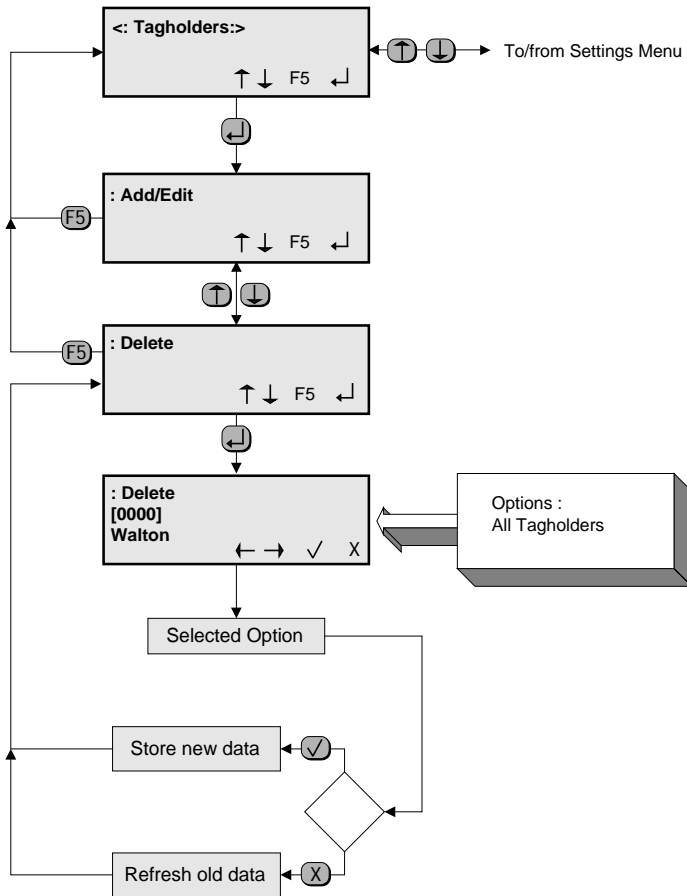 <: Tagholders:>
↑ ↓ F5 ↵
↑ ↓ To/from Settings Menu
↵
: Add/Edit
↑ ↓ F5 ↵
F5
↑ ↓
: Delete
↑ ↓ F5 ↵
F5
↵
: Delete
[0000]
Walton
← → √ X
Options :
All Tagholders
Selected Option
Store new data
√
Refresh old data
X